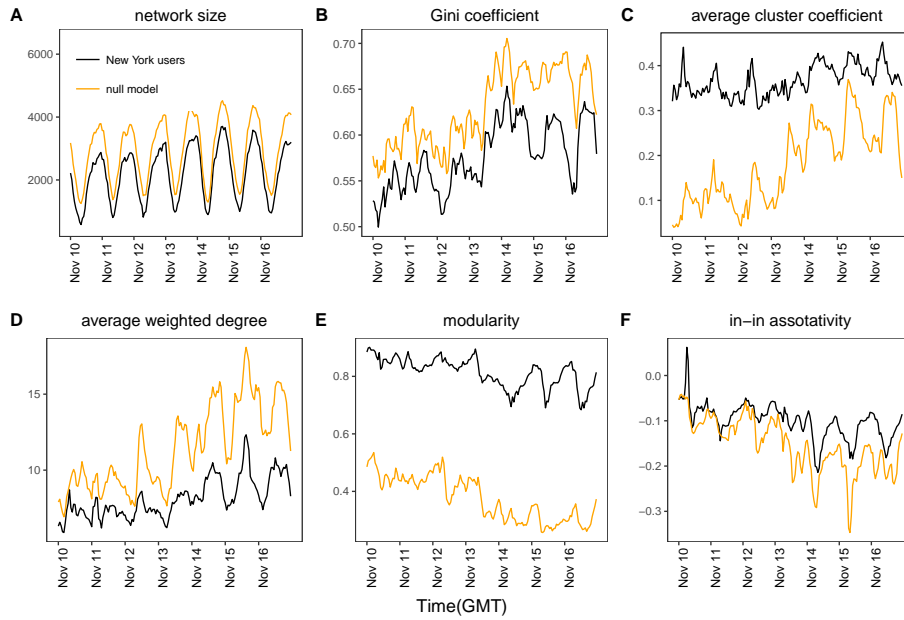 A network size
B Gini coefficient
C average cluster coefficient
6000
4000
2000
New York users
null model
Nov 10
Nov 11
Nov 12
Nov 13
Nov 14
Nov 15
Nov 16
0.70
0.65
0.60
0.55
0.50
Nov 10
Nov 11
Nov 12
Nov 13
Nov 14
Nov 15
Nov 16
0.4
0.3
0.2
0.1
Nov 10
Nov 11
Nov 12
Nov 13
Nov 14
Nov 15
Nov 16
D average weighted degree
E modularity
F in−in assotativity
15
10
Nov 10
Nov 11
Nov 12
Nov 13
Nov 14
Nov 15
Nov 16
0.8
0.6
0.4
Nov 10
Nov 11
Nov 12
Nov 13
Nov 14
Nov 15
Nov 16
0.0
−0.1
−0.2
−0.3
Nov 10
Nov 11
Nov 12
Nov 13
Nov 14
Nov 15
Nov 16
Time(GMT)